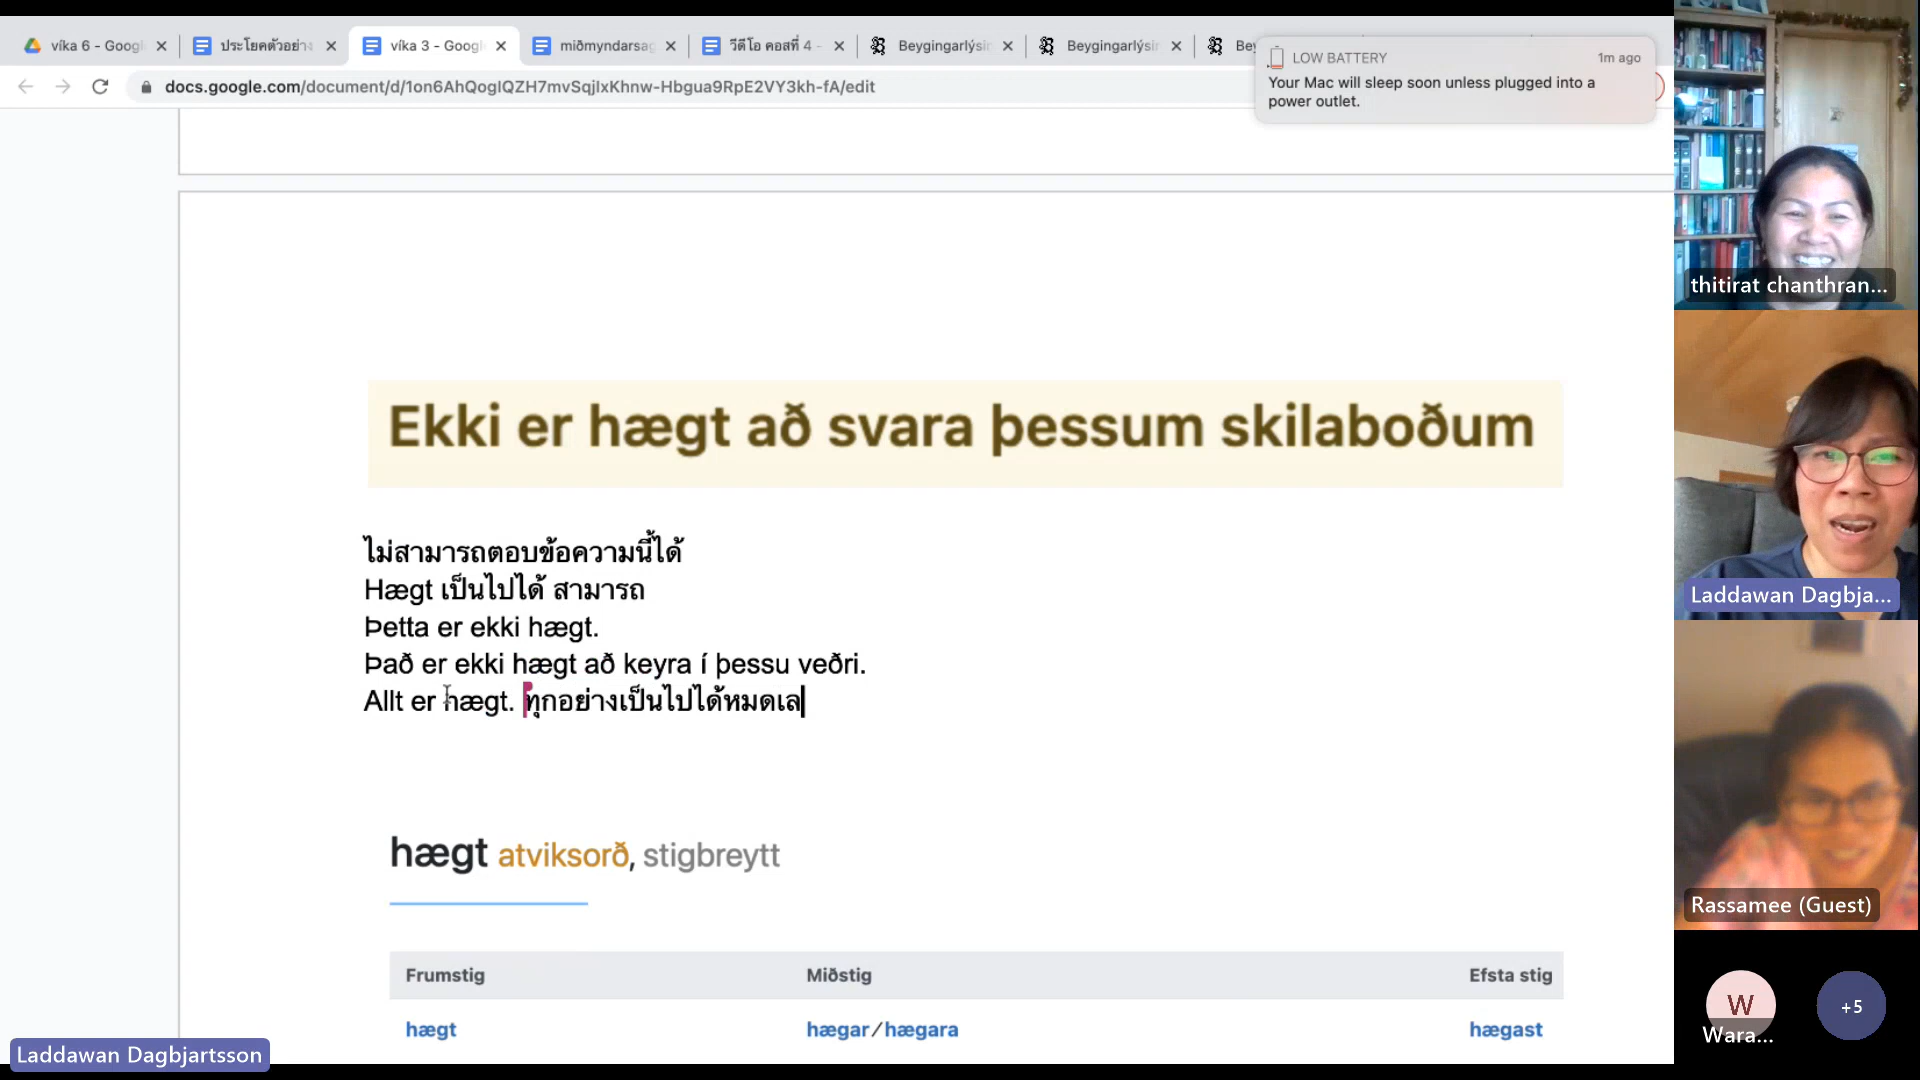 víka 6 - Googl
ประโยคตัวอย่าง
víka 3 - Googl
miðmyndarsag
วีดีโอ คอสที่ 4 -
Beygingarlýsin
Beygingarlýsin
Bey
LOW BATTERY
1m ago
Your Mac will sleep soon unless plugged into a
power outlet.
docs.google.com/document/d/1on6AhQogIQZH7mvSqjIxKhnw-Hbgua9RpE2VY3kh-fA/edit
Ekki er hægt að svara þessum skilaboðum
ไม่สามารถตอบข้อความนี้ได้
Hægt เป็นไปได้ สามารถ
Þetta er ekki hægt.
Það er ekki hægt að keyra í þessu veðri.
Allt er hægt. ทุกอย่างเป็นไปได้หมดเล
hægt atviksorð, stigbreytt
Frumstig Miðstig Efsta stig
hægt hægar/hægara hægast
Laddawan Dagbjartsson
thitirat chanthran...
Laddawan Dagbja...
Rassamee (Guest)
W
Wara...
+5